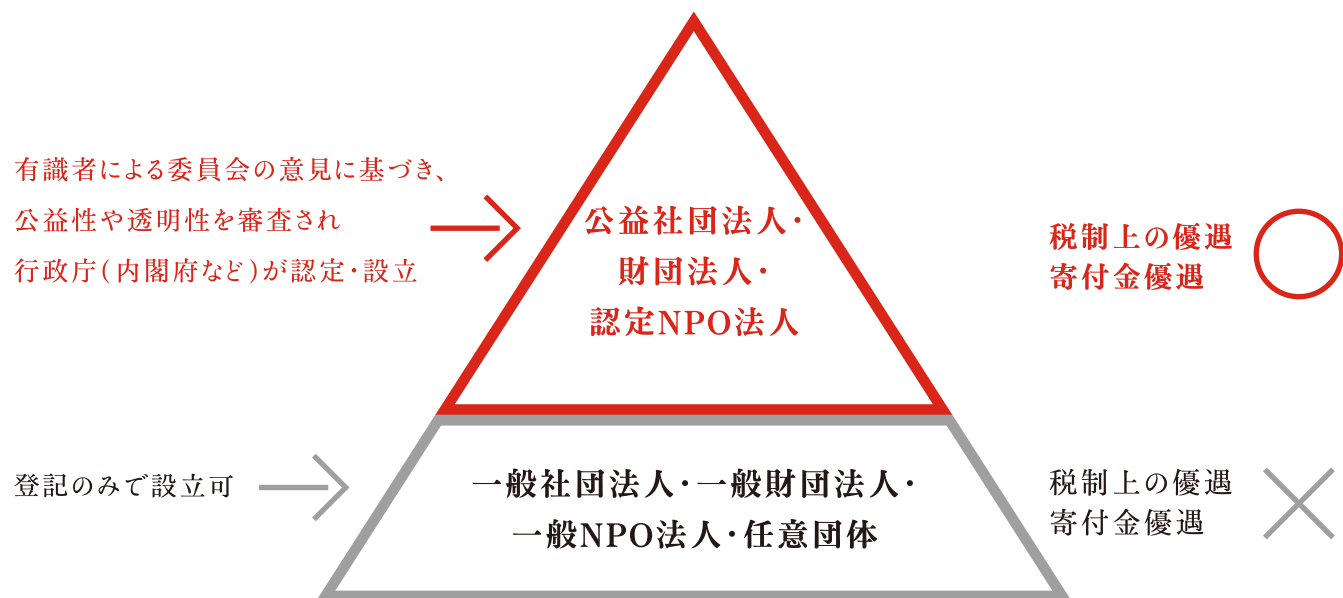 有識者による委員会の意見に基づき、
公益性や透明性を審査され
行政庁(内閣府など)が認定・設立
公益社団法人・
財団法人・
認定NPO法人
税制上の優遇
寄付金優遇
登記のみで設立可
一般社団法人・一般財団法人・
一般NPO法人・任意団体
税制上の優遇
寄付金優遇